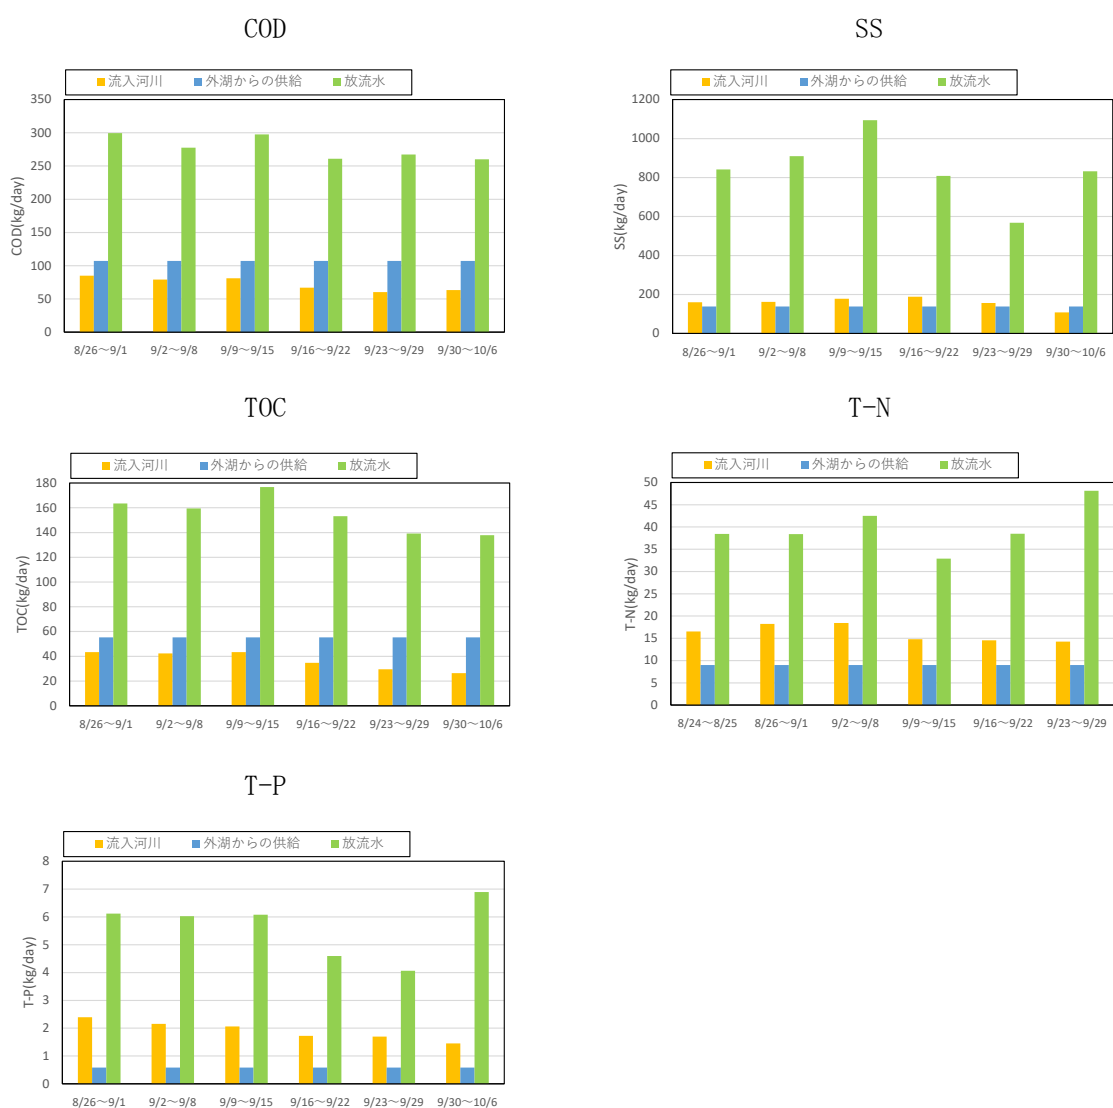 COD
流入河川 外湖からの供給 放流水
350
300
250
200
150
100
50
0
COD(kg/day)
8/26～9/1 9/2～9/8 9/9～9/15 9/16～9/22 9/23～9/29 9/30～10/6
SS
流入河川 外湖からの供給 放流水
1200
1000
800
600
400
200
0
SS(kg/day)
8/26～9/1 9/2～9/8 9/9～9/15 9/16～9/22 9/23～9/29 9/30～10/6
TOC
流入河川 外湖からの供給 放流水
180
160
140
120
100
80
60
40
20
0
TOC(kg/day)
8/26～9/1 9/2～9/8 9/9～9/15 9/16～9/22 9/23～9/29 9/30～10/6
T-N
流入河川 外湖からの供給 放流水
50
45
40
35
30
25
20
15
10
5
0
T-N(kg/day)
8/24～8/25 8/26～9/1 9/2～9/8 9/9～9/15 9/16～9/22 9/23～9/29
T-P
流入河川 外湖からの供給 放流水
8
7
6
5
4
3
2
1
0
T-P(kg/day)
8/26～9/1 9/2～9/8 9/9～9/15 9/16～9/22 9/23～9/29 9/30～10/6